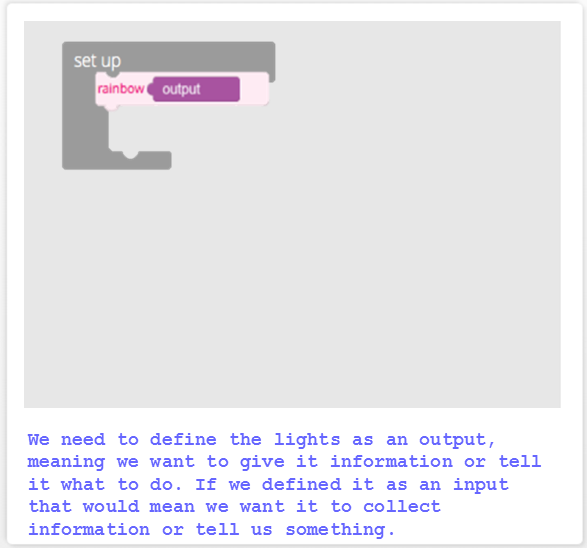 set up
rainbow output
We need to define the lights as an output,
meaning we want to give it information or tell
it what to do. If we defined it as an input
that would mean we want it to collect
information or tell us something.